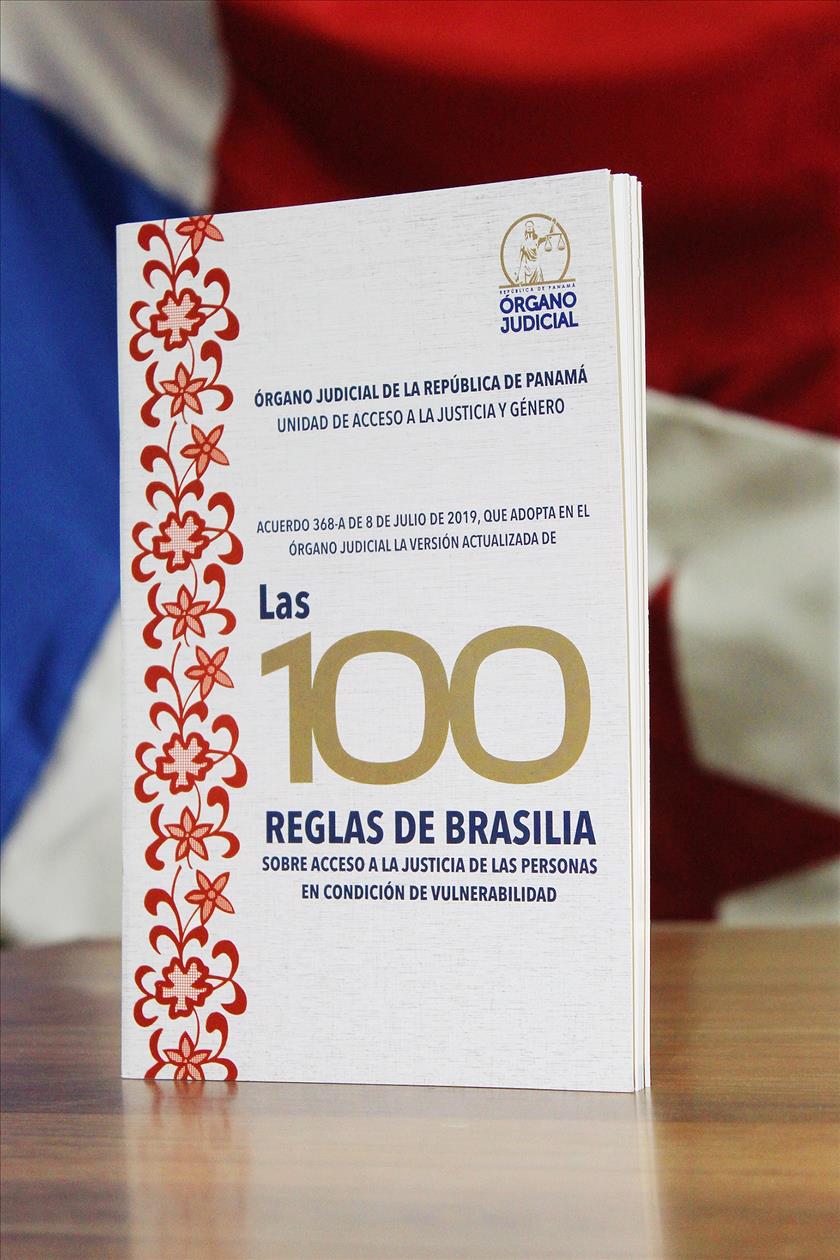 REPÚBLICA DE PANAMÁ
ÓRGANO
JUDICIAL
ÓRGANO JUDICIAL DE LA REPÚBLICA DE PANAMÁ
UNIDAD DE ACCESO A LA JUSTICIA Y GÉNERO
ACUERDO 368-A DE 8 DE JULIO DE 2019, QUE ADOPTA EN EL
ÓRGANO JUDICIAL LA VERSIÓN ACTUALIZADA DE
Las
100
REGLAS DE BRASILIA
SOBRE ACCESO A LA JUSTICIA DE LAS PERSONAS
EN CONDICIÓN DE VULNERABILIDAD